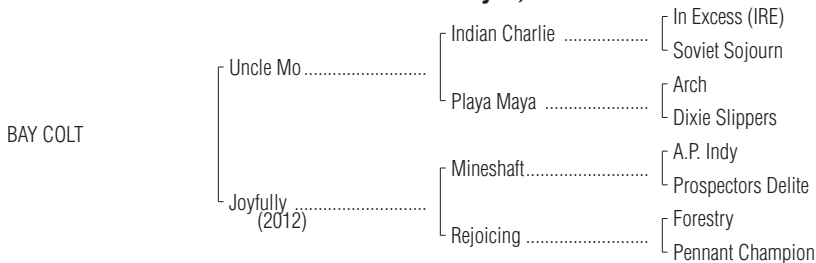 In Excess (IRE)
Indian Charlie ....................
Soviet Sojourn
Uncle Mo ...........................
Arch
Playa Maya ........................
Dixie Slippers
BAY COLT
A.P. Indy
Mineshaft...........................
Prospectors Delite
Joyfully .............................
(2012)
Forestry
Rejoicing ...........................
Pennant Champion